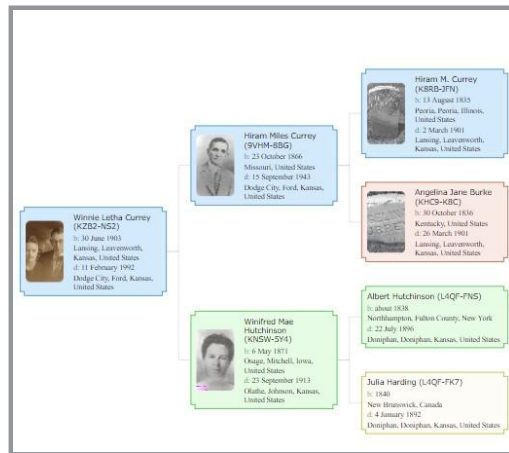 Winnie Letha Currey
(KZB2-NS2)
b: 30 June 1903
Lansing, Leavenworth,
Kansas, United States
d: 11 February 1992
Dodge City, Ford, Kansas,
United States
Hiram Miles Currey
(9VHM-8BG)
b: 23 October 1866
Missouri, United States
d: 15 September 1943
Dodge City, Ford, Kansas,
United States
Winifred Mae
Hutchinson
(KNSW-SY4)
b: 6 May 1871
Osage, Mitchell, Iowa,
United States
d: 23 September 1913
Olathe, Johnson, Kansas,
United States
Hiram M. Currey
(K8RB-JFN)
b: 13 August 1835
Peoria, Peoria, Illinois,
United States
d: 2 March 1901
Lansing, Leavenworth,
Kansas, United States
Angelina Jane Burke
(KHC9-K8C)
b: 30 October 1836
Kentucky, United States
d: 26 March 1901
Lansing, Leavenworth,
Kansas, United States
Albert Hutchinson (L4QF-FNS)
b: about 1838
Northhampton, Fulton County, New York
d: 22 July 1896
Doniphan, Doniphan, Kansas, United States
Julia Harding (L4QF-FK7)
b: 1840
New Brunswick, Canada
d: 4 January 1892
Doniphan, Doniphan, Kansas, United States